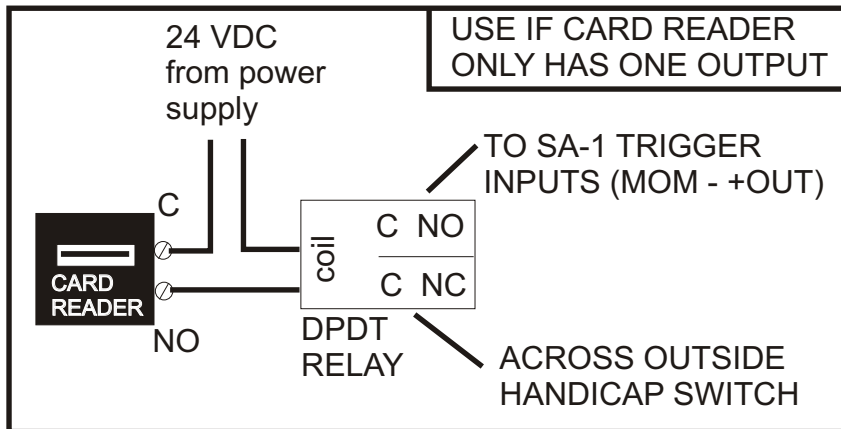 24 VDC
from power
supply
USE IF CARD READER
ONLY HAS ONE OUTPUT
TO SA-1 TRIGGER
INPUTS (MOM - +OUT)
C
CARD
READER
NO
coil
C NO
C NC
DPDT
RELAY
ACROSS OUTSIDE
HANDICAP SWITCH